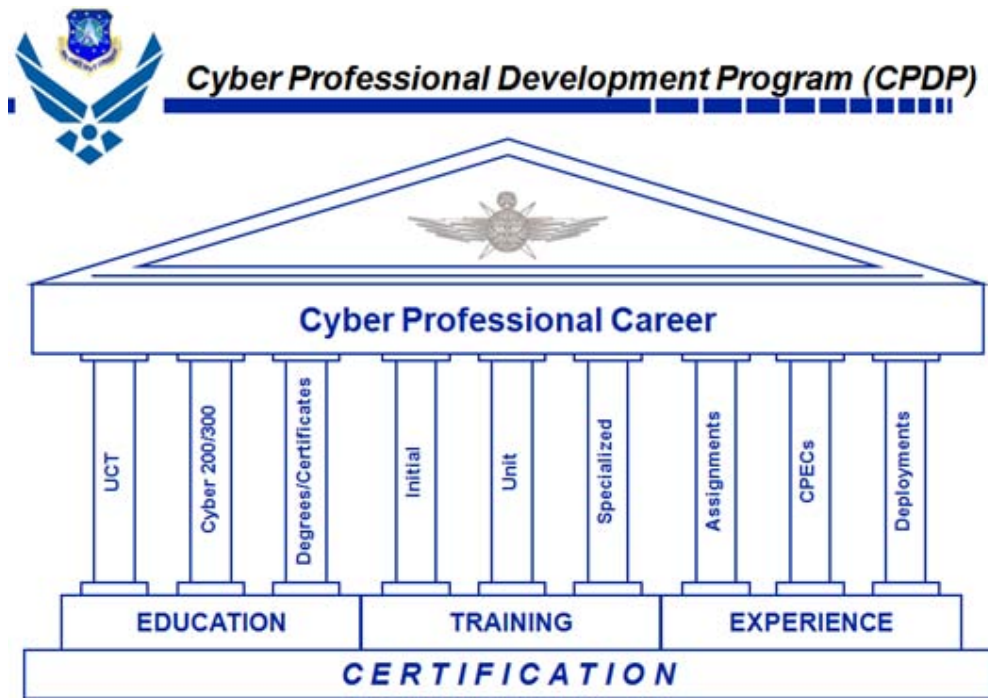 Cyber Professional Development Program (CPDP)
Cyber Professional Career
UCT
Cyber 200/300
Degrees/Certificates
Initial
Unit
Specialized
Assignments
CPECs
Deployments
EDUCATION
TRAINING
EXPERIENCE
CERTIFICATION